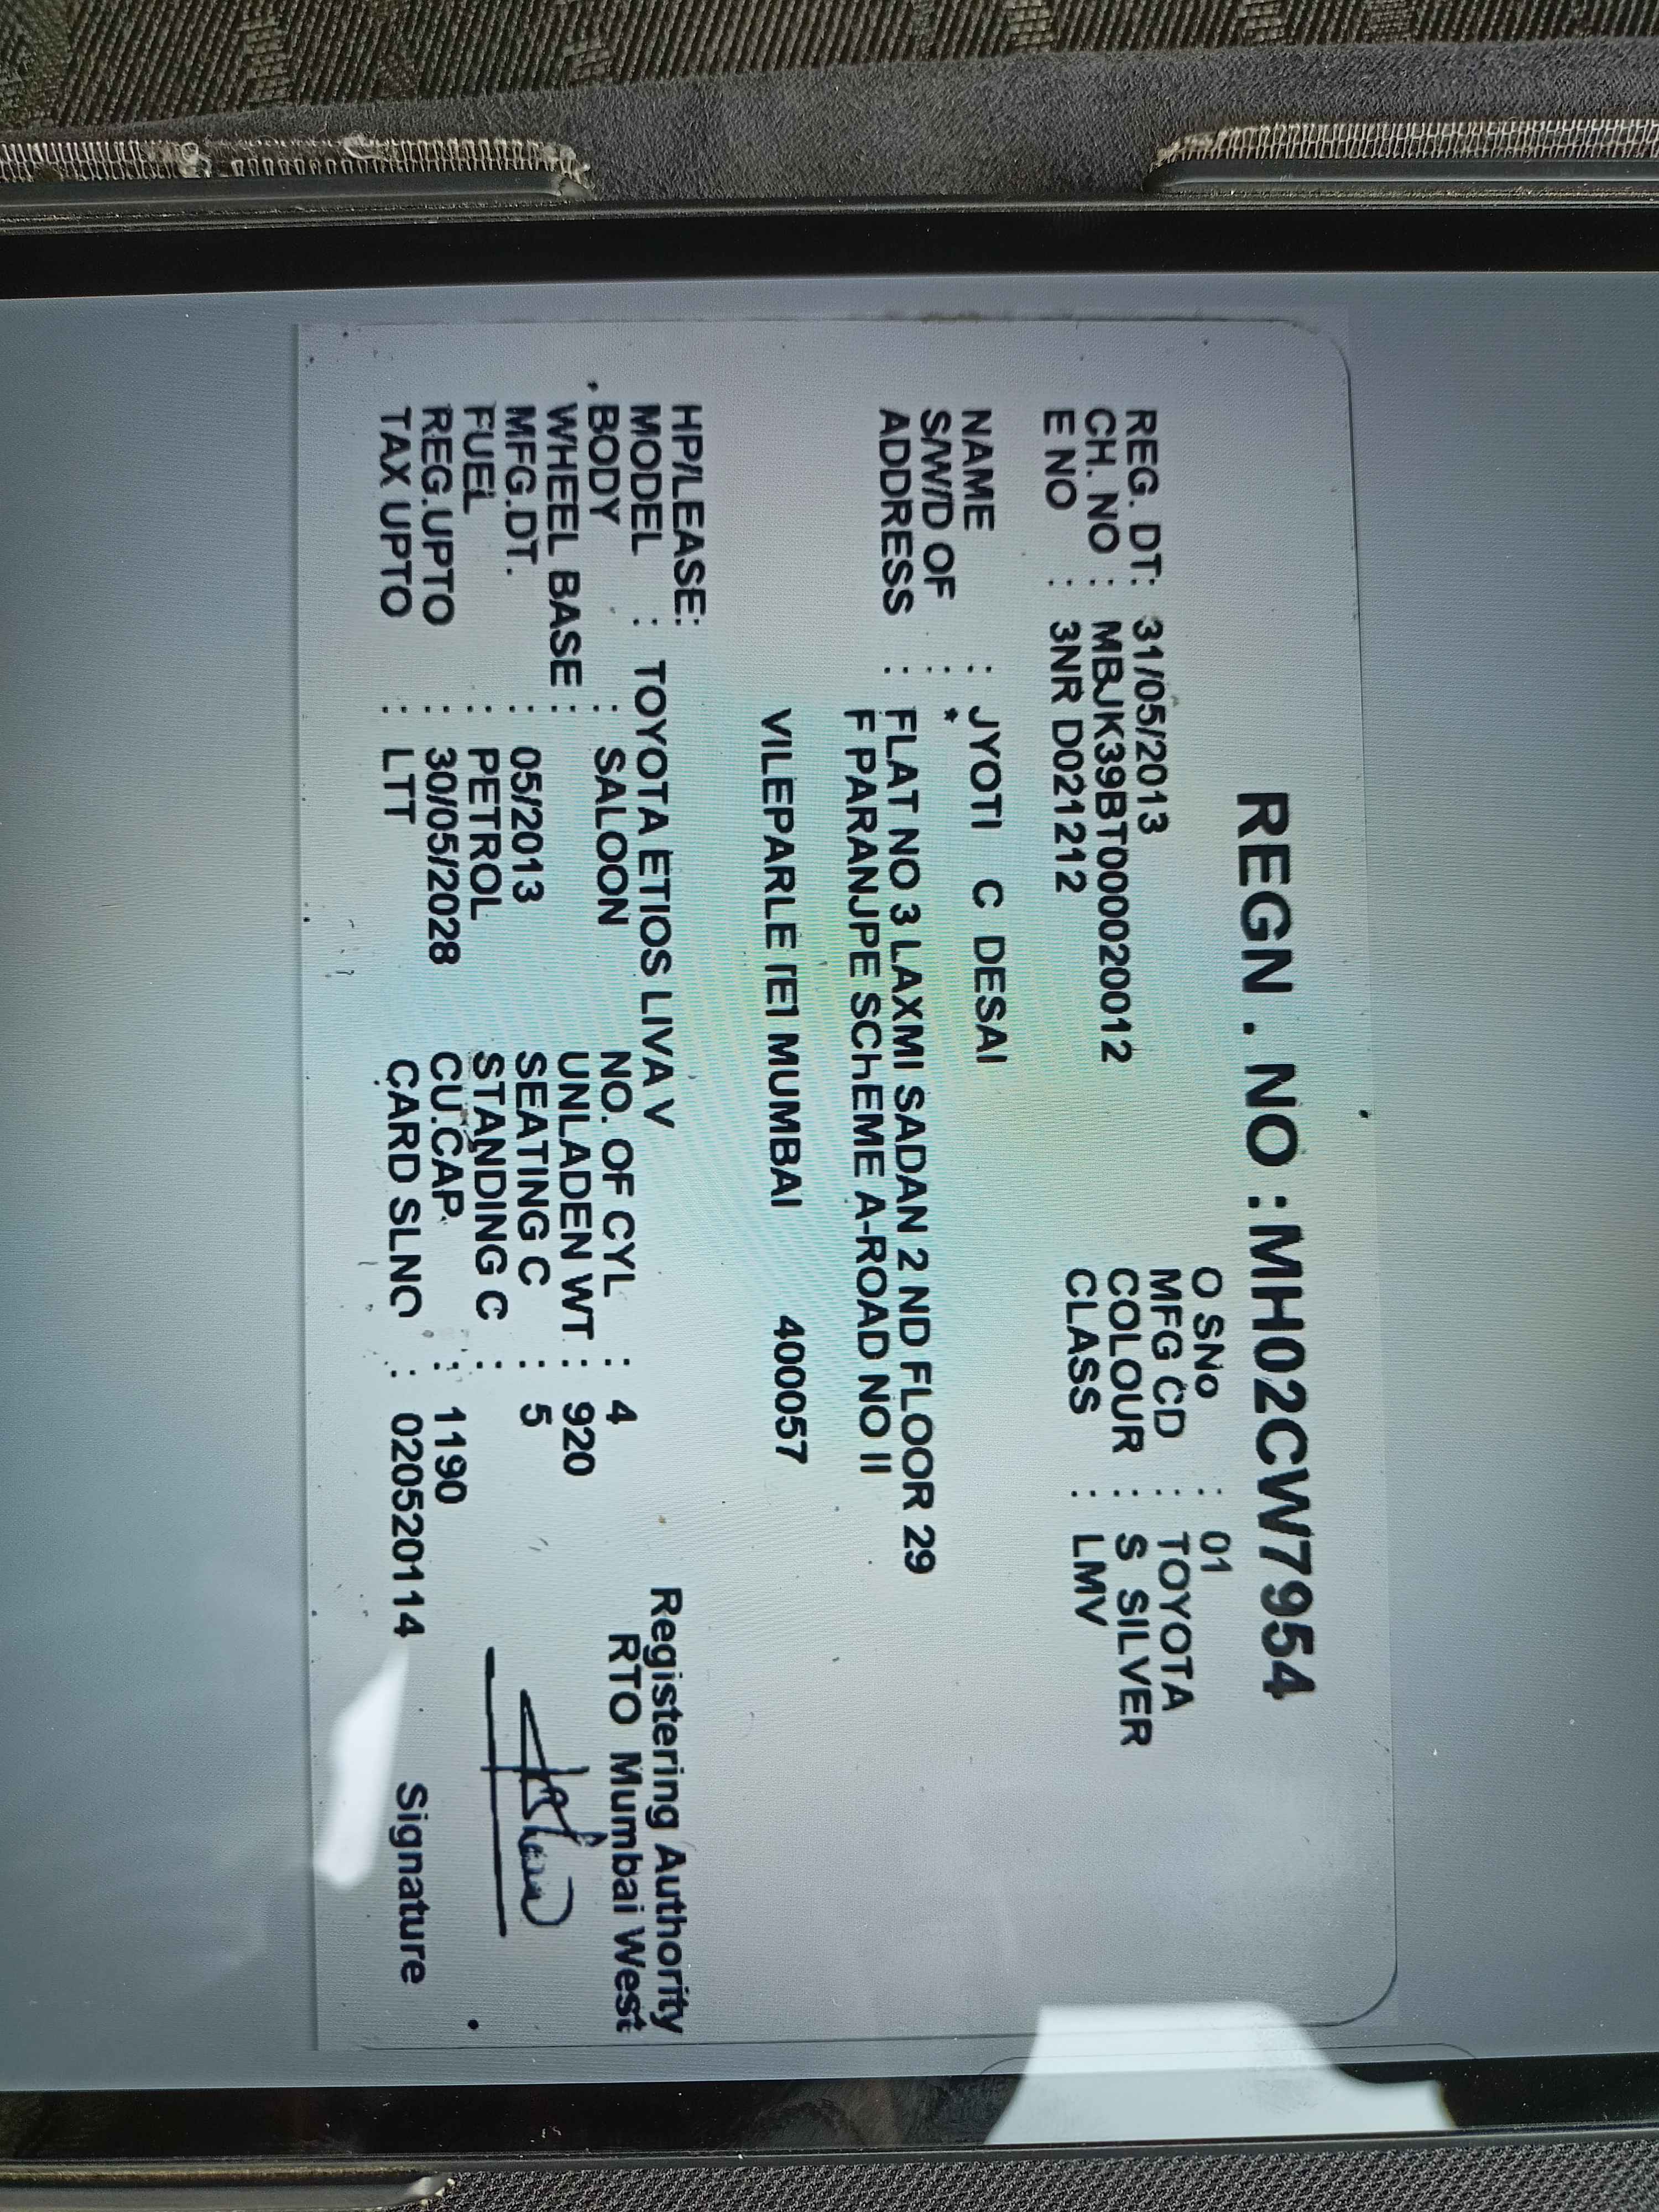 REGN . NO : MH02CW7954
O SNo : 01
REG. DT: 31/05/2013 MFG CD : TOYOTA
CH. NO : MBJK39BT000020012 COLOUR : S SILVER
E NO : 3NR D021212 CLASS : LMV
NAME : JYOTI C DESAI
S/W/D OF : *
ADDRESS : FLAT NO 3 LAXMI SADAN 2 ND FLOOR 29
F PARANJPE SChEME A-ROAD NO II
VILEPARLE [E] MUMBAI 400057
HP/LEASE:
MODEL : TOYOTA ETIOS LIVA V
BODY : SALOON NO. OF CYL : 4
WHEEL BASE : UNLADEN WT : 920
MFG.DT. : 05/2013 SEATING C : 5
FUEL : PETROL STANDING C :
REG.UPTO : 30/05/2028 CU.CAP. : 1190
TAX UPTO : LTT CARD SLNO : 020520114
Registering Authority
RTO Mumbai West
Signature